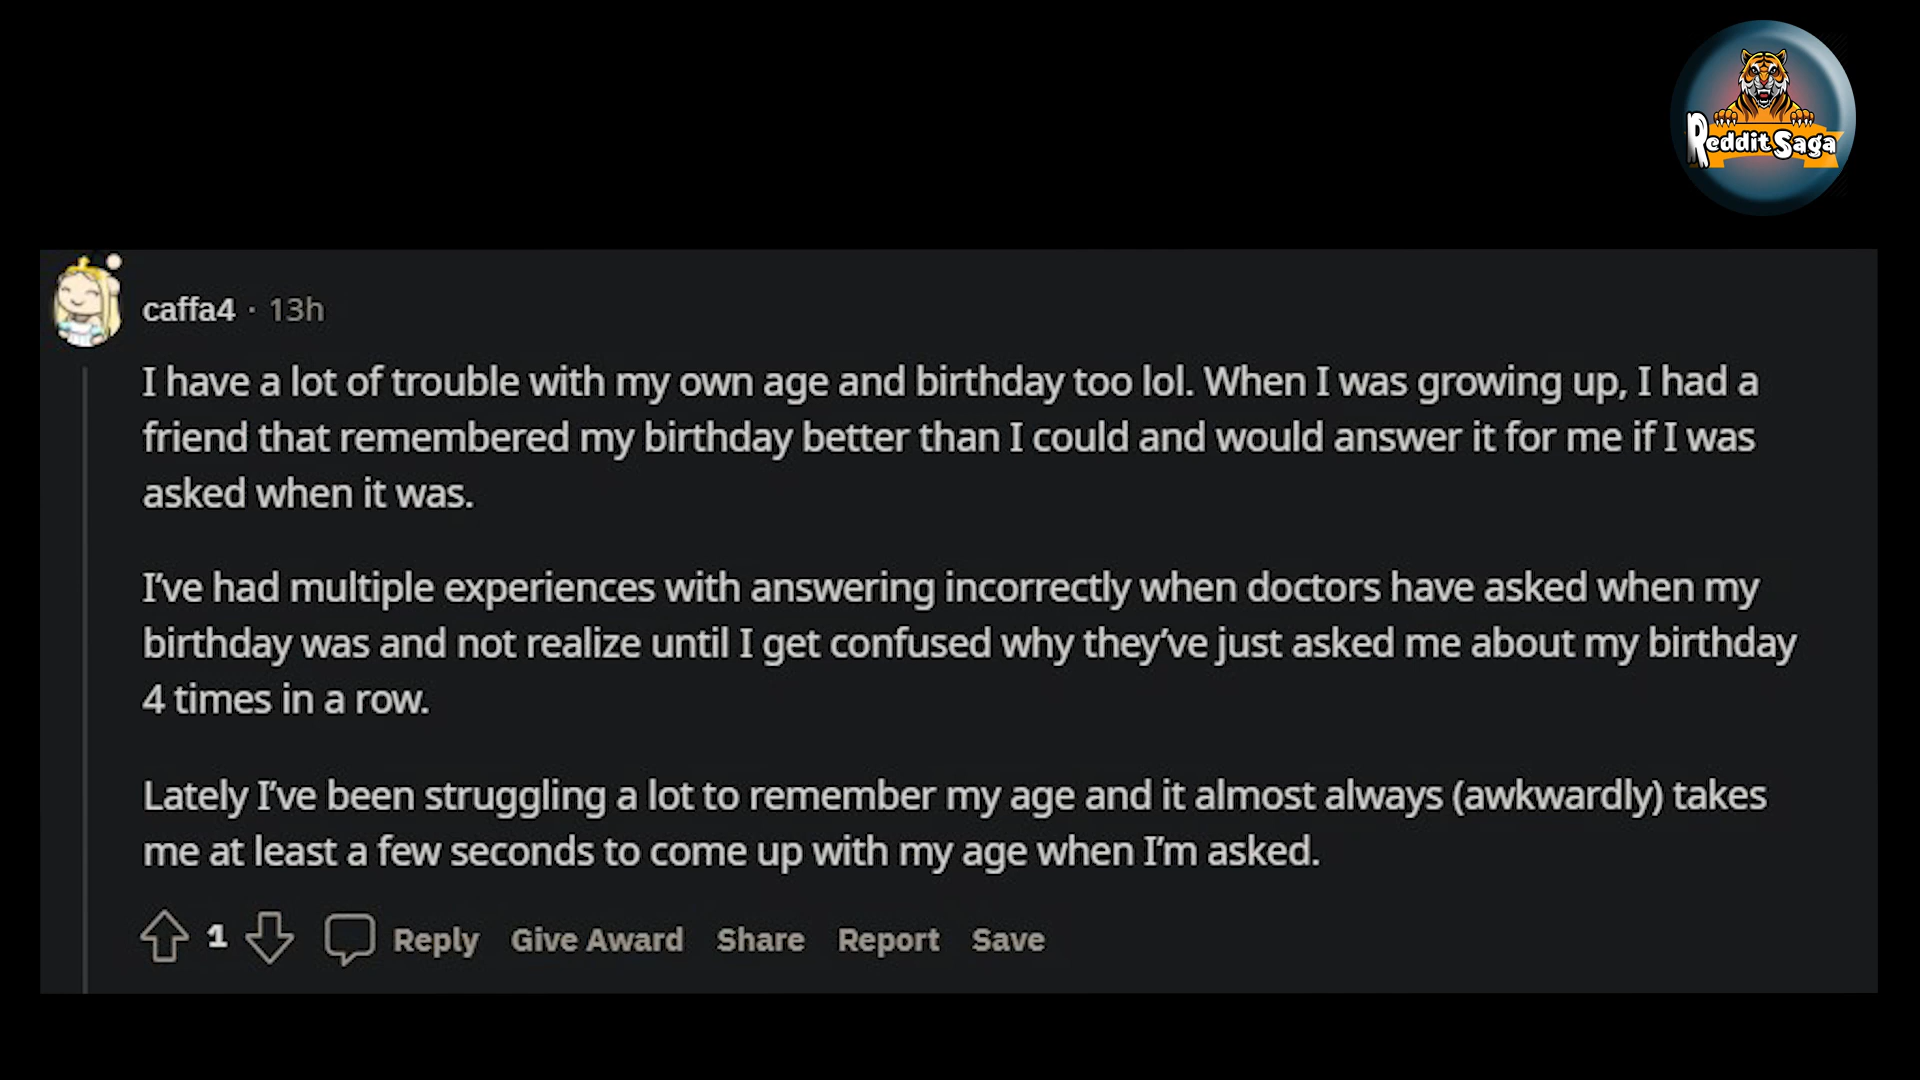 Reddit Saga
caffa4 · 13h
I have a lot of trouble with my own age and birthday too lol. When I was growing up, I had a
friend that remembered my birthday better than I could and would answer it for me if I was
asked when it was.
I’ve had multiple experiences with answering incorrectly when doctors have asked when my
birthday was and not realize until I get confused why they’ve just asked me about my birthday
4 times in a row.
Lately I’ve been struggling a lot to remember my age and it almost always (awkwardly) takes
me at least a few seconds to come up with my age when I’m asked.
1 Reply Give Award Share Report Save